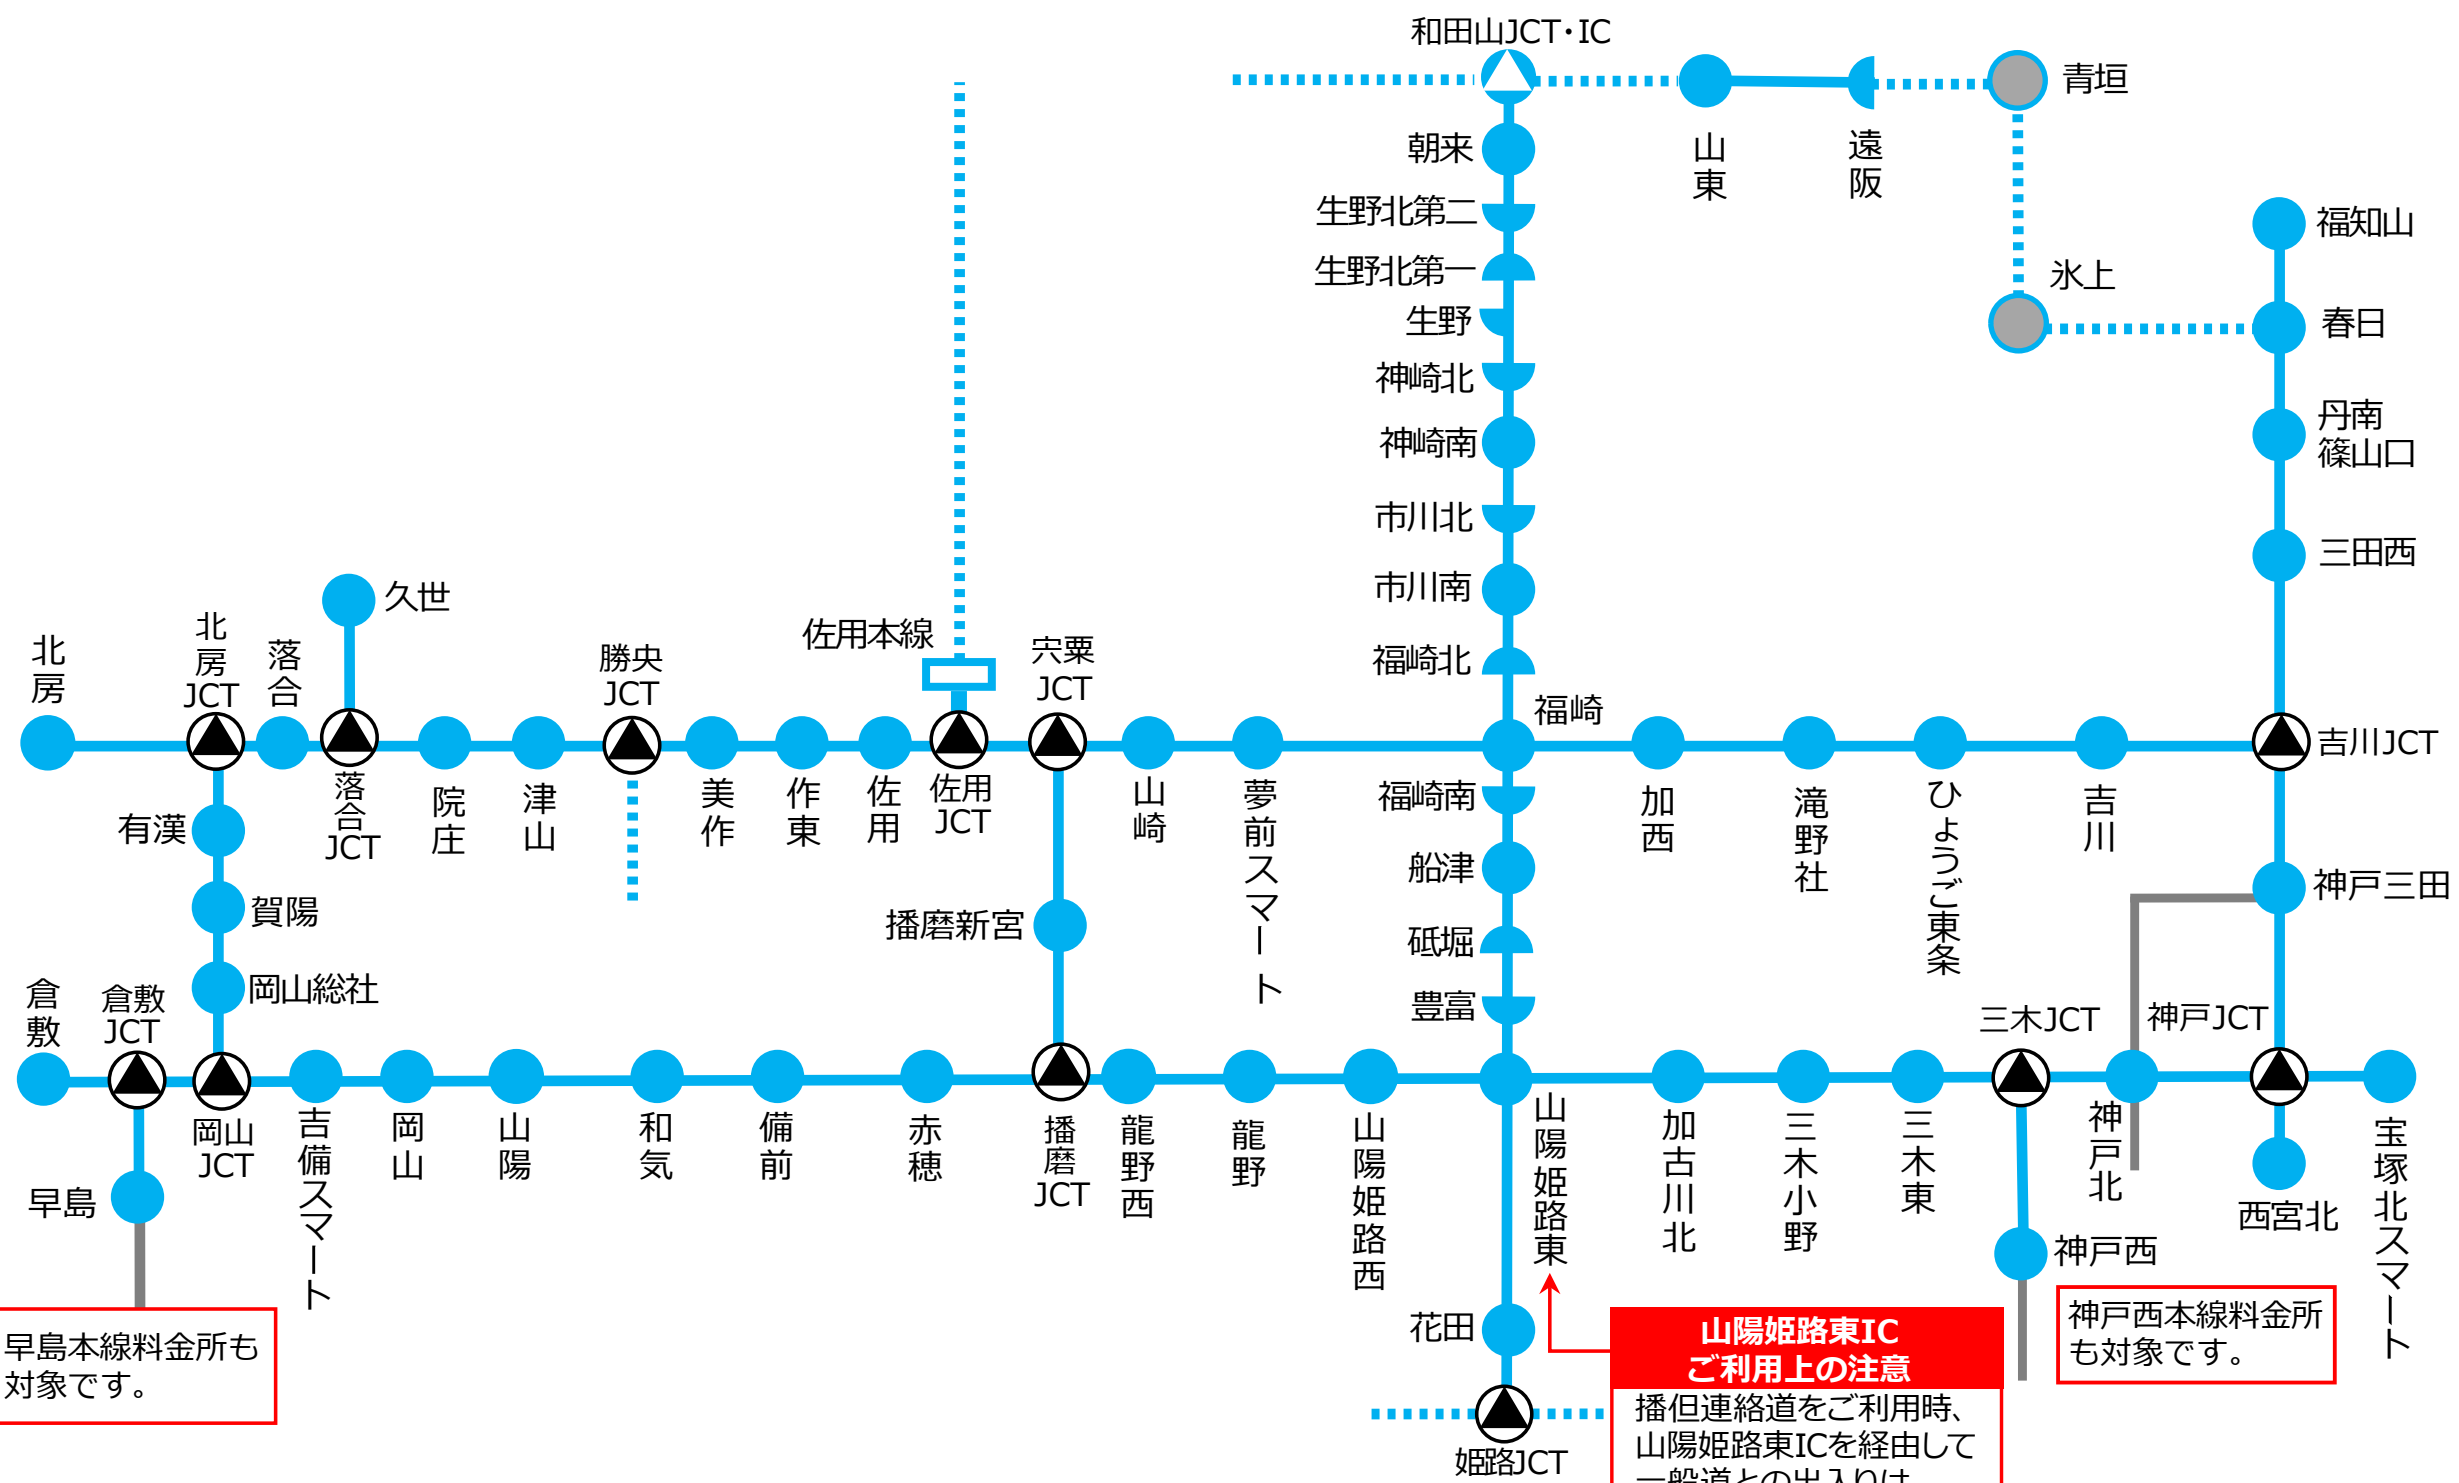 和田山JCT・IC
青垣
朝来
山東
遠阪
生野北第二
福知山
生野北第一
氷上
生野
春日
神崎北
丹南
篠山口
神崎南
市川北
三田西
市川南
久世
北房
北房
JCT
落合
佐用本線
勝央
JCT
宍粟
JCT
福崎北
福崎
吉川JCT
有漢
落合
JCT
院庄
津山
美作
作東
佐用
佐用
JCT
山崎
夢前スマート
福崎南
加西
滝野社
ひょうご東条
吉川
船津
神戸三田
賀陽
播磨新宮
砥堀
岡山総社
倉敷
倉敷
JCT
豊富
三木JCT
神戸JCT
岡山
JCT
吉備スマート
岡山
山陽
和気
備前
赤穂
播磨
JCT
龍野西
龍野
山陽姫路西
山陽姫路東
加古川北
三木小野
三木東
神戸北
宝塚北スマート
早島
西宮北
神戸西
花田
早島本線料金所も
対象です。
神戸西本線料金所
も対象です。
山陽姫路東IC
ご利用上の注意
播但連絡道をご利用時、
山陽姫路東ICを経由して
一般道との出入りは
姫路JCT